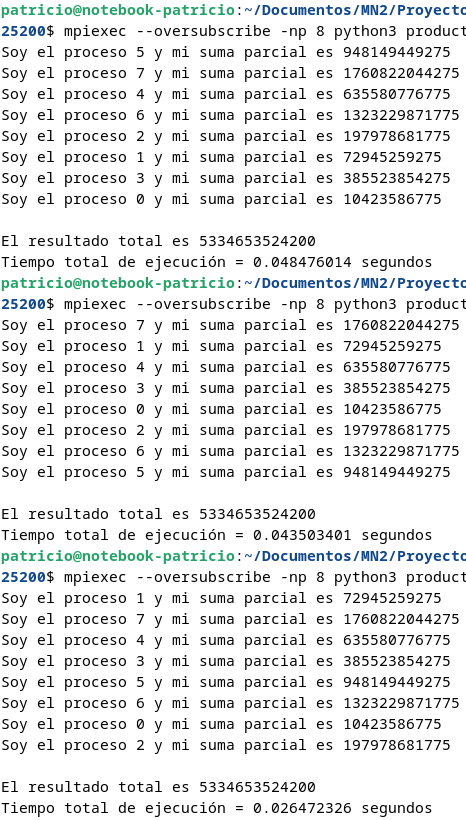 patricio@notebook-patricio:~/Documentos/MN2/Proyecto
25200$ mpiexec --oversubscribe -np 8 python3 product
Soy el proceso 5 y mi suma parcial es 948149449275
Soy el proceso 7 y mi suma parcial es 1760822044275
Soy el proceso 4 y mi suma parcial es 635580776775
Soy el proceso 6 y mi suma parcial es 1323229871775
Soy el proceso 2 y mi suma parcial es 197978681775
Soy el proceso 1 y mi suma parcial es 72945259275
Soy el proceso 3 y mi suma parcial es 385523854275
Soy el proceso 0 y mi suma parcial es 10423586775

El resultado total es 5334653524200
Tiempo total de ejecución = 0.048476014 segundos
patricio@notebook-patricio:~/Documentos/MN2/Proyecto
25200$ mpiexec --oversubscribe -np 8 python3 product
Soy el proceso 7 y mi suma parcial es 1760822044275
Soy el proceso 1 y mi suma parcial es 72945259275
Soy el proceso 4 y mi suma parcial es 635580776775
Soy el proceso 3 y mi suma parcial es 385523854275
Soy el proceso 0 y mi suma parcial es 10423586775
Soy el proceso 2 y mi suma parcial es 197978681775
Soy el proceso 6 y mi suma parcial es 1323229871775
Soy el proceso 5 y mi suma parcial es 948149449275

El resultado total es 5334653524200
Tiempo total de ejecución = 0.043503401 segundos
patricio@notebook-patricio:~/Documentos/MN2/Proyecto
25200$ mpiexec --oversubscribe -np 8 python3 product
Soy el proceso 1 y mi suma parcial es 72945259275
Soy el proceso 7 y mi suma parcial es 1760822044275
Soy el proceso 4 y mi suma parcial es 635580776775
Soy el proceso 3 y mi suma parcial es 385523854275
Soy el proceso 5 y mi suma parcial es 948149449275
Soy el proceso 6 y mi suma parcial es 1323229871775
Soy el proceso 0 y mi suma parcial es 10423586775
Soy el proceso 2 y mi suma parcial es 197978681775

El resultado total es 5334653524200
Tiempo total de ejecución = 0.026472326 segundos